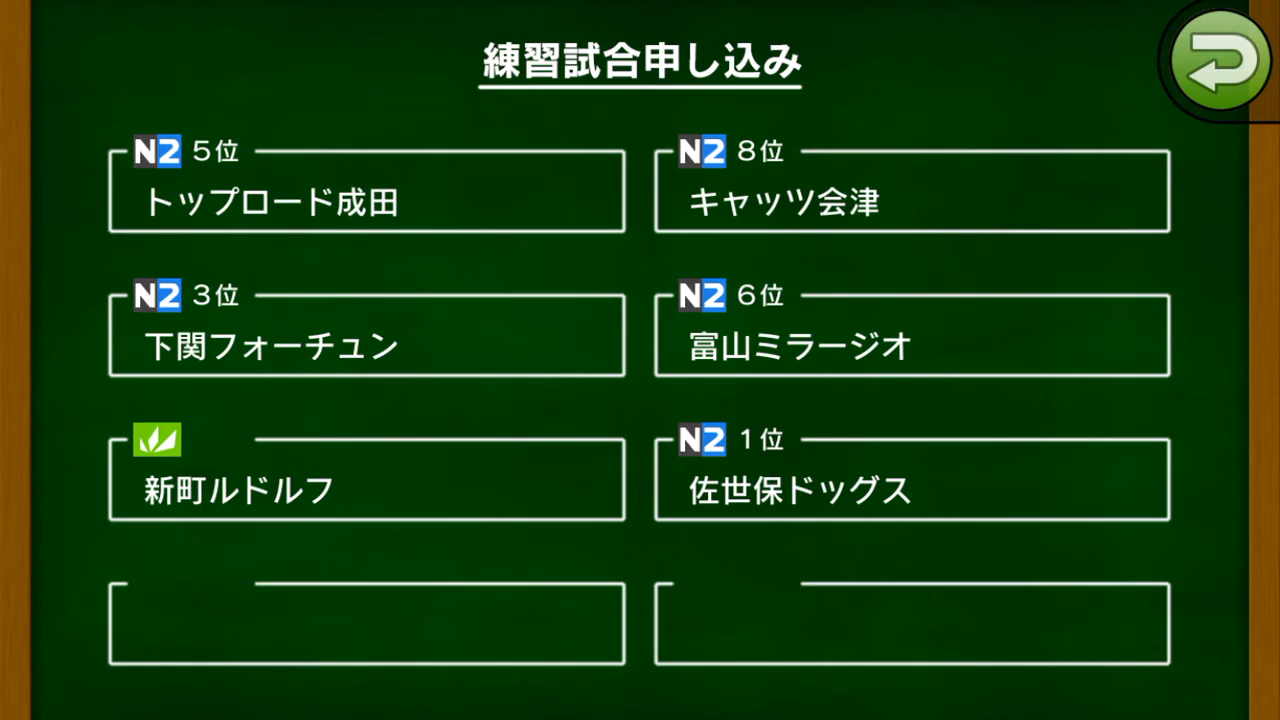 練習試合申し込み
N2 5位
トップロード成田
N2 8位
キャッツ会津
N2 3位
下関フォーチュン
N2 6位
富山ミラージオ
新町ルドルフ
N2 1位
佐世保ドッグス